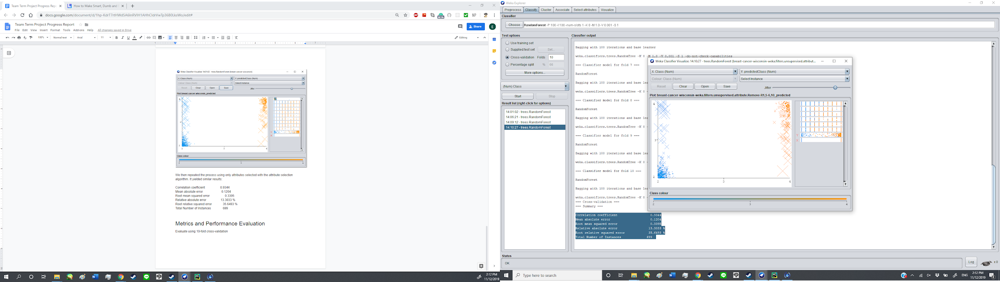 Team Term Project Progress Rep
How to Make Smart, Dumb and
docs.google.com/document/d/1hp-KdrT7rtHWd5A6InRVIH1AHhCIdrVwTp36B0LksWo/edit#
ABP
BETA
NP
Team Term Project Progress Report
File Edit View Insert Format Tools Add-ons Help All changes saved in Drive
Share
E
100% Normal text Arial 11 B I U A Editing
Weka Classifier Visualize: 14:01:02 - trees.RandomForest (breast-cancer-wisconsin)
X: Class (Num) Y: predictedClass (Num)
Colour: Class (Num) Select Instance
Reset Clear Open Save Jitter
Plot: breast-cancer-wisconsin_predicted
4
3
2
2 3 4
Y
X
Class colour
2 3 4
We then repeated the process using only attributes selected with the attribute selection
algorithm. It yielded similar results:
Correlation coefficient 0.9344
Mean absolute error 0.1204
Root mean squared error 0.3395
Relative absolute error 13.3033 %
Root relative squared error 35.6493 %
Total Number of Instances 699
Metrics and Performance Evaluation
Evaluate using 10-fold cross-validation
2:12 PM
11/12/2019
Weka Explorer
Preprocess Classify Cluster Associate Select attributes Visualize
Classifier
Choose RandomForest -P 100 -I 100 -num-slots 1 -K 0 -M 1.0 -V 0.001 -S 1
Test options
Use training set
Supplied test set Set...
Cross-validation Folds 10
Percentage split % 66
More options...
(Num) Class
Start Stop
Result list (right-click for options)
14:01:02 - trees.RandomForest
14:06:21 - trees.RandomForest
14:09:12 - trees.RandomForest
14:10:27 - trees.RandomForest
Classifier output
Bagging with 100 iterations and base learner
weka.classifiers.trees.RandomTree -K 0 -M 1.0 -V 0.001 -S 1 -do-not-check-capabilities
=== Classifier model for fold 7 ===
RandomForest
Bagging with 100 iterations and base lea
weka.classifiers.trees.RandomTree -K 0 -
=== Classifier model for fold 8 ===
RandomForest
Bagging with 100 iterations and base lea
weka.classifiers.trees.RandomTree -K 0 -
=== Classifier model for fold 9 ===
RandomForest
Bagging with 100 iterations and base lea
weka.classifiers.trees.RandomTree -K 0 -
=== Classifier model for fold 10 ===
RandomForest
Bagging with 100 iterations and base lea
weka.classifiers.trees.RandomTree -K 0 -
=== Cross-validation ===
=== Summary ===
Correlation coefficient 0.9344
Mean absolute error 0.1204
Root mean squared error 0.3395
Relative absolute error 13.3033 %
Root relative squared error 35.6493 %
Total Number of Instances 699
Weka Classifier Visualize: 14:10:27 - trees.RandomForest (breast-cancer-wisconsin-weka.filters.unsupervised.attribut...
X: Class (Num) Y: predictedClass (Num)
Colour: Class (Num) Select Instance
Reset Clear Open Save Jitter
Plot: breast-cancer-wisconsin-weka.filters.unsupervised.attribute.Remove-R1,5-6,10_predicted
4
3
2
2 3 4
Y
X
Class colour
2 3 4
Status
OK
Log x 0
Type here to search
ENG
2:12 PM
11/12/2019
2